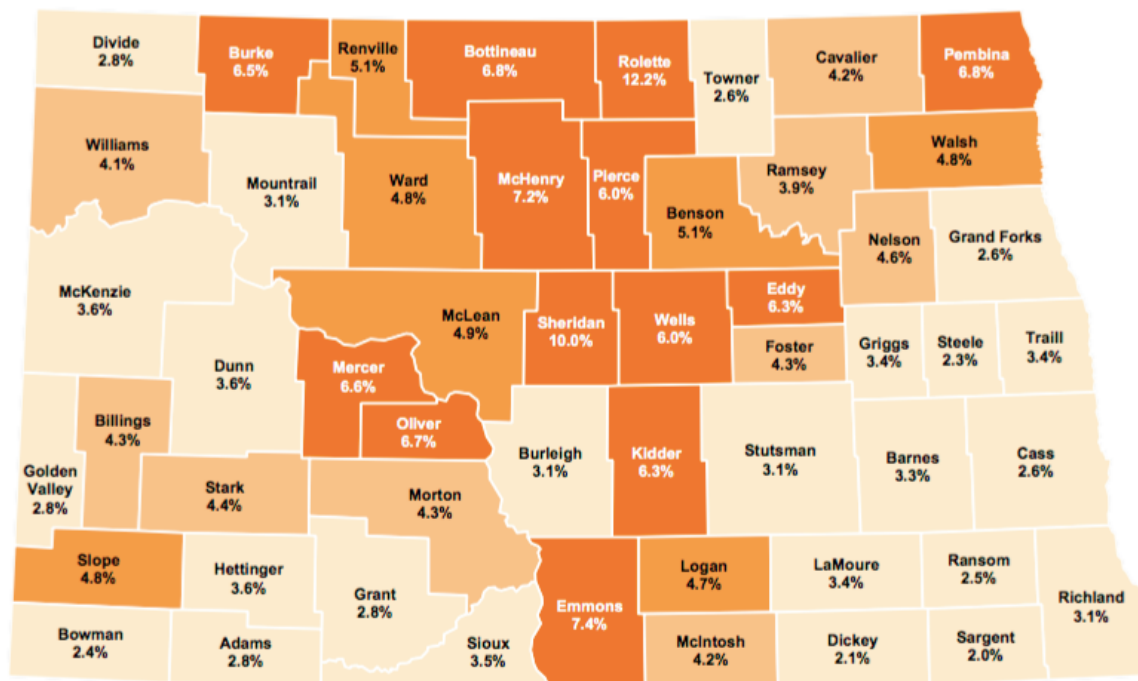 Divide
2.8%
Burke
6.5%
Renville
5.1%
Bottineau
6.8%
Rolette
12.2%
Towner
2.6%
Cavalier
4.2%
Pembina
6.8%
Williams
4.1%
Mountrail
3.1%
Ward
4.8%
McHenry
7.2%
Pierce
6.0%
Benson
5.1%
Ramsey
3.9%
Walsh
4.8%
Nelson
4.6%
Grand Forks
2.6%
McKenzie
3.6%
Dunn
3.6%
McLean
4.9%
Mercer
6.6%
Oliver
6.7%
Sheridan
10.0%
Wells
6.0%
Eddy
6.3%
Foster
4.3%
Griggs
3.4%
Steele
2.3%
Traill
3.4%
Golden
Valley
2.8%
Billings
4.3%
Stark
4.4%
Morton
4.3%
Burleigh
3.1%
Kidder
6.3%
Stutsman
3.1%
Barnes
3.3%
Cass
2.6%
Slope
4.8%
Hettinger
3.6%
Grant
2.8%
Emmons
7.4%
Logan
4.7%
LaMoure
3.4%
Ransom
2.5%
Richland
3.1%
Bowman
2.4%
Adams
2.8%
Sioux
3.5%
McIntosh
4.2%
Dickey
2.1%
Sargent
2.0%